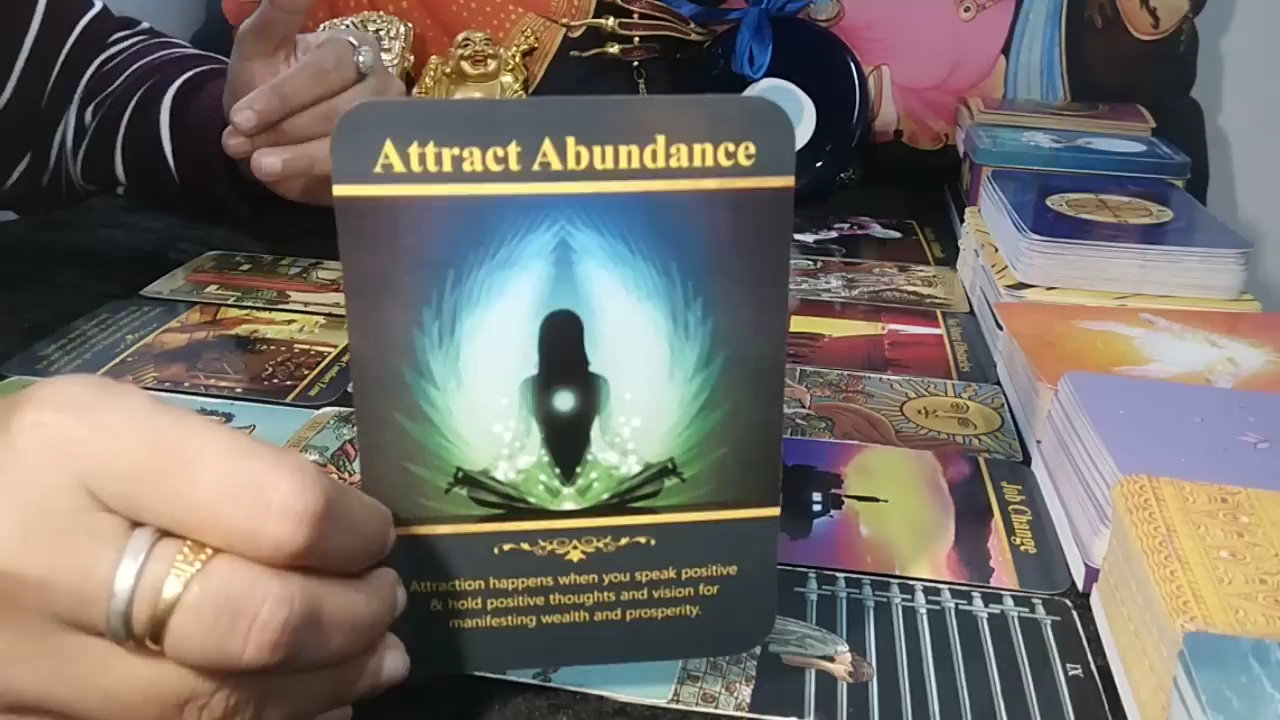 Attract Abundance
Attraction happens when you speak positive
& hold positive thoughts and vision for
manifesting wealth and prosperity.
Job Change
IX